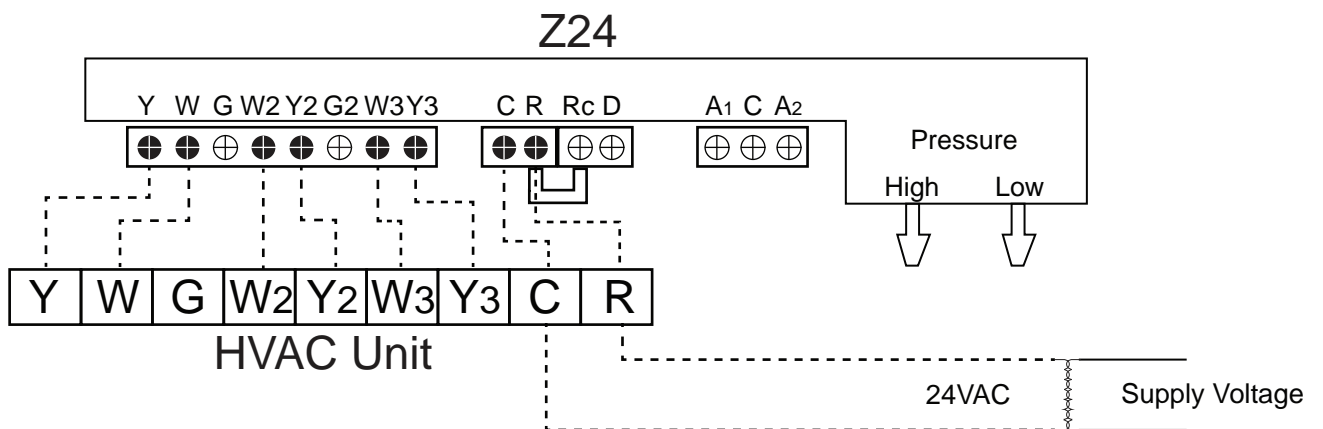 Z24
Y W G W2 Y2 G2 W3 Y3 C R Rc D A1 C A2
Pressure
High Low
Y W G W2 Y2 W3 Y3 C R
HVAC Unit
24VAC Supply Voltage